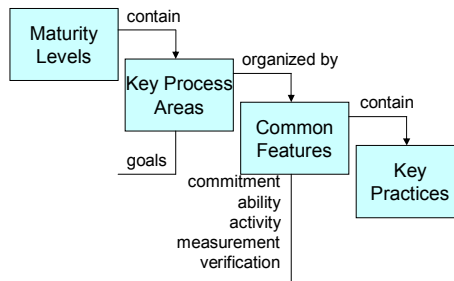 contain
Maturity
Levels
Key Process
Areas
organized by
goals
Common
Features
contain
Key
Practices
commitment
ability
activity
measurement
verification